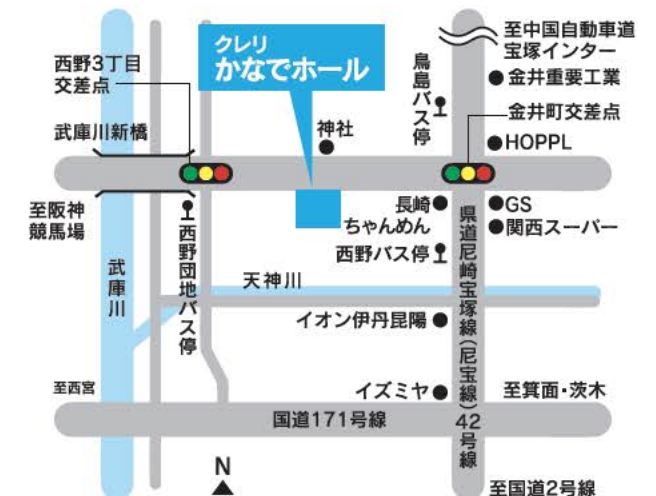 至中国自動車道
宝塚インター
クレリ
かなでホール
西野3丁目
交差点
鳥島バス停
金井重要工業
金井町交差点
武庫川新橋
神社
HOPPL
至阪神
競馬場
長崎
ちゃんめん
GS
関西スーパー
西野バス停
西野団地バス停
武庫川
天神川
県道尼崎宝塚線(尼宝線)42号線
イオン伊丹昆陽
至西宮
イズミヤ
至箕面・茨木
国道171号線
N
至国道2号線